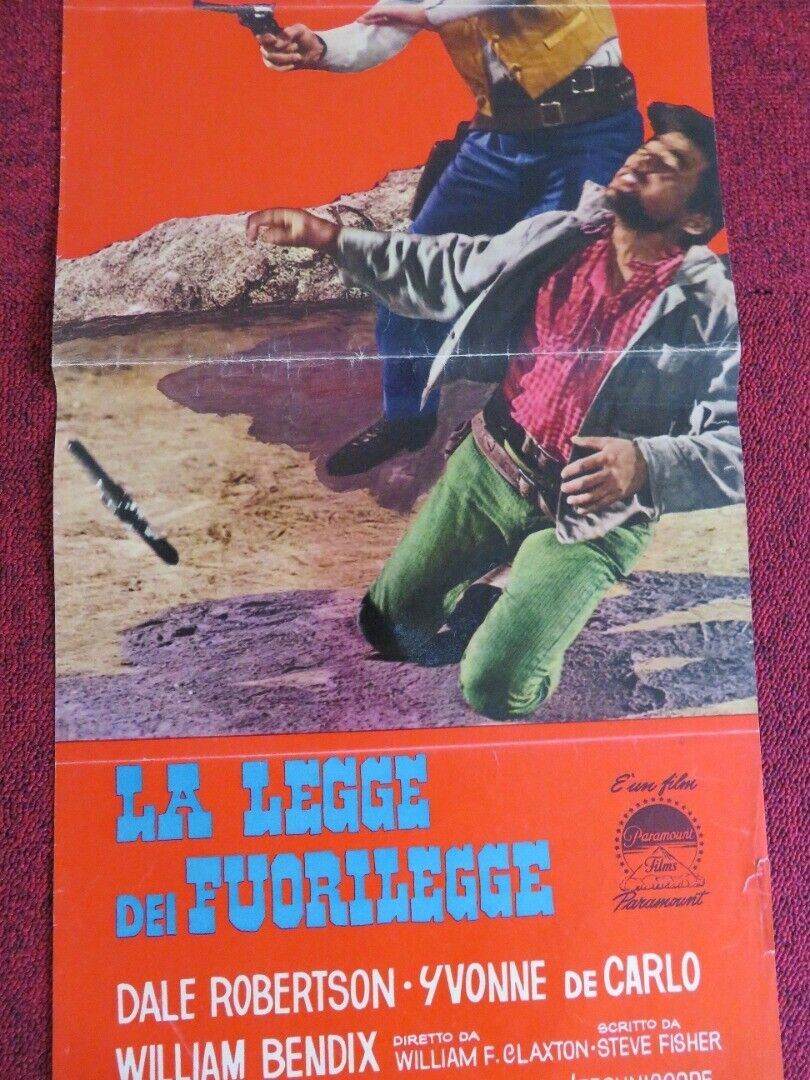 LA LEGGE
DEI FUORILEGGE
E' un film
Paramount
Films
Paramount
DALE ROBERTSON · YVONNE DE CARLO
WILLIAM BENDIX DIRETTO DA WILLIAM F. CLAXTON · SCRITTO DA STEVE FISHER